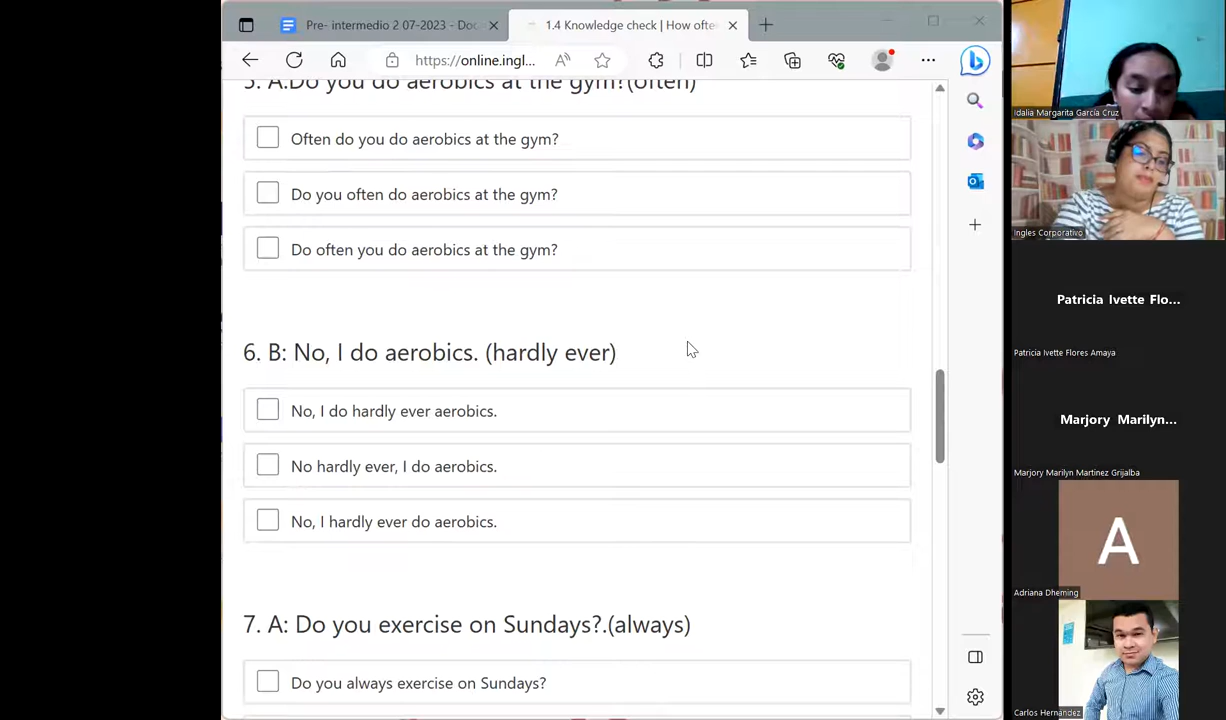 Pre- intermedio 2 07-2023 - Doc
1.4 Knowledge check | How ofte
https://online.ingl...
5. A.Do you do aerobics at the gym?(often)
Often do you do aerobics at the gym?
Do you often do aerobics at the gym?
Do often you do aerobics at the gym?
6. B: No, I do aerobics. (hardly ever)
No, I do hardly ever aerobics.
No hardly ever, I do aerobics.
No, I hardly ever do aerobics.
7. A: Do you exercise on Sundays?.(always)
Do you always exercise on Sundays?
Idalia Margarita García Cruz
Ingles Corporativo
Patricia Ivette Flo...
Patricia Ivette Flores Amaya
Marjory Marilyn...
Marjory Marilyn Martinez Grijalba
A
Adriana Dheming
Carlos Hernández